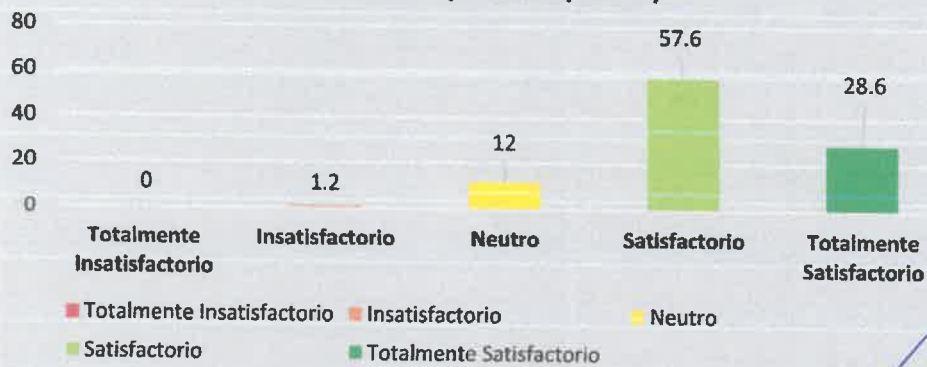 80
60
40
20
0
0
1.2
12
57.6
28.6
Totalmente Insatisfactorio
Insatisfactorio
Neutro
Satisfactorio
Totalmente Satisfactorio
Totalmente Insatisfactorio
Insatisfactorio
Neutro
Satisfactorio
Totalmente Satisfactorio